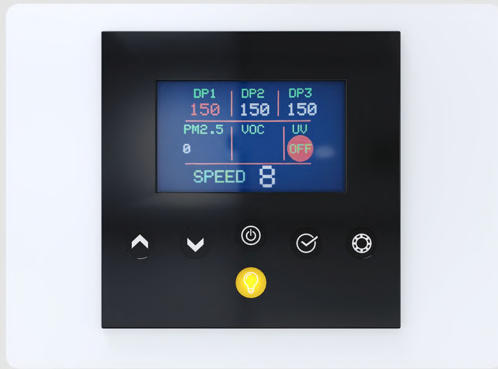 DP1 DP2 DP3
150 150 150
PM2.5 VOC UV
0 OFF
SPEED 8